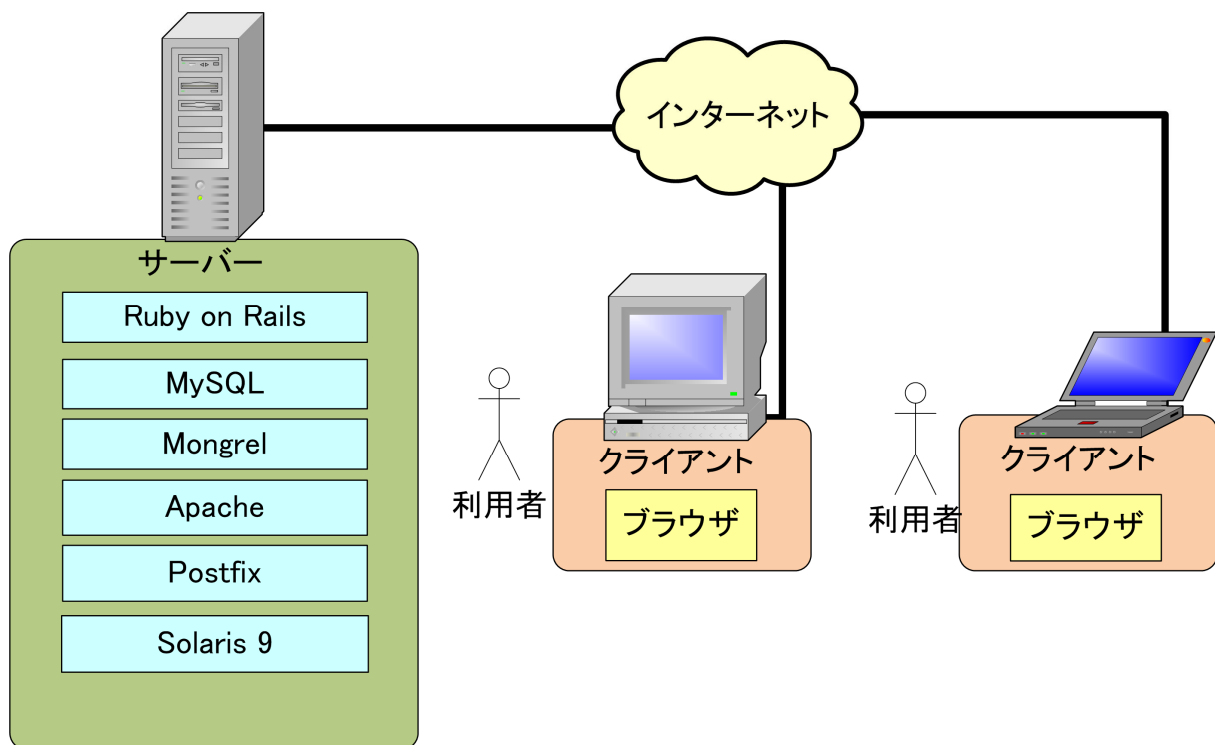 インターネット
サーバー
Ruby on Rails
MySQL
Mongrel
Apache
Postfix
Solaris 9
利用者
クライアント
ブラウザ
利用者
クライアント
ブラウザ